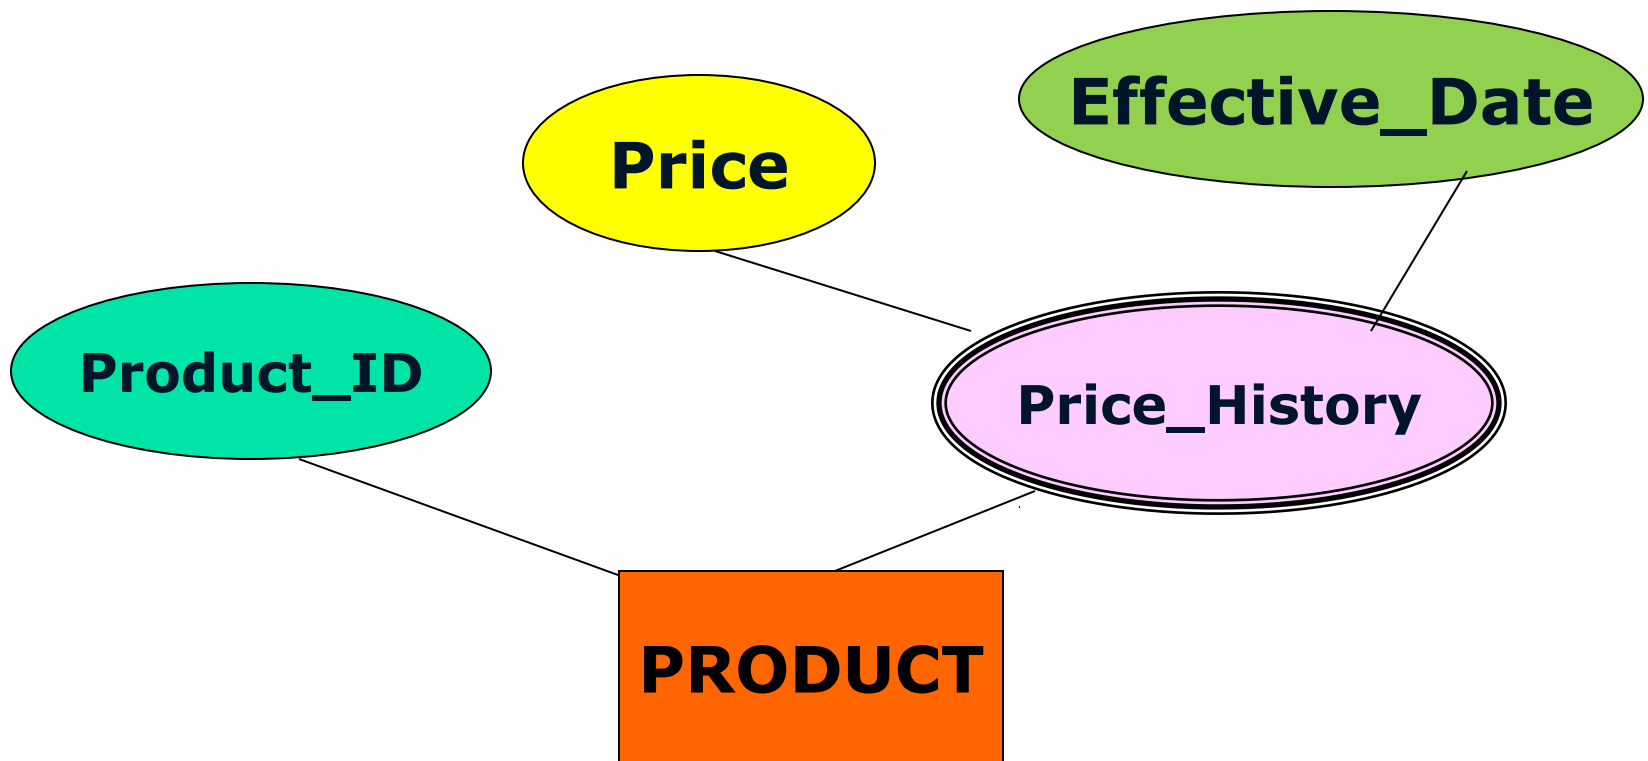 Effective_Date
Price
Product_ID
Price_History
PRODUCT